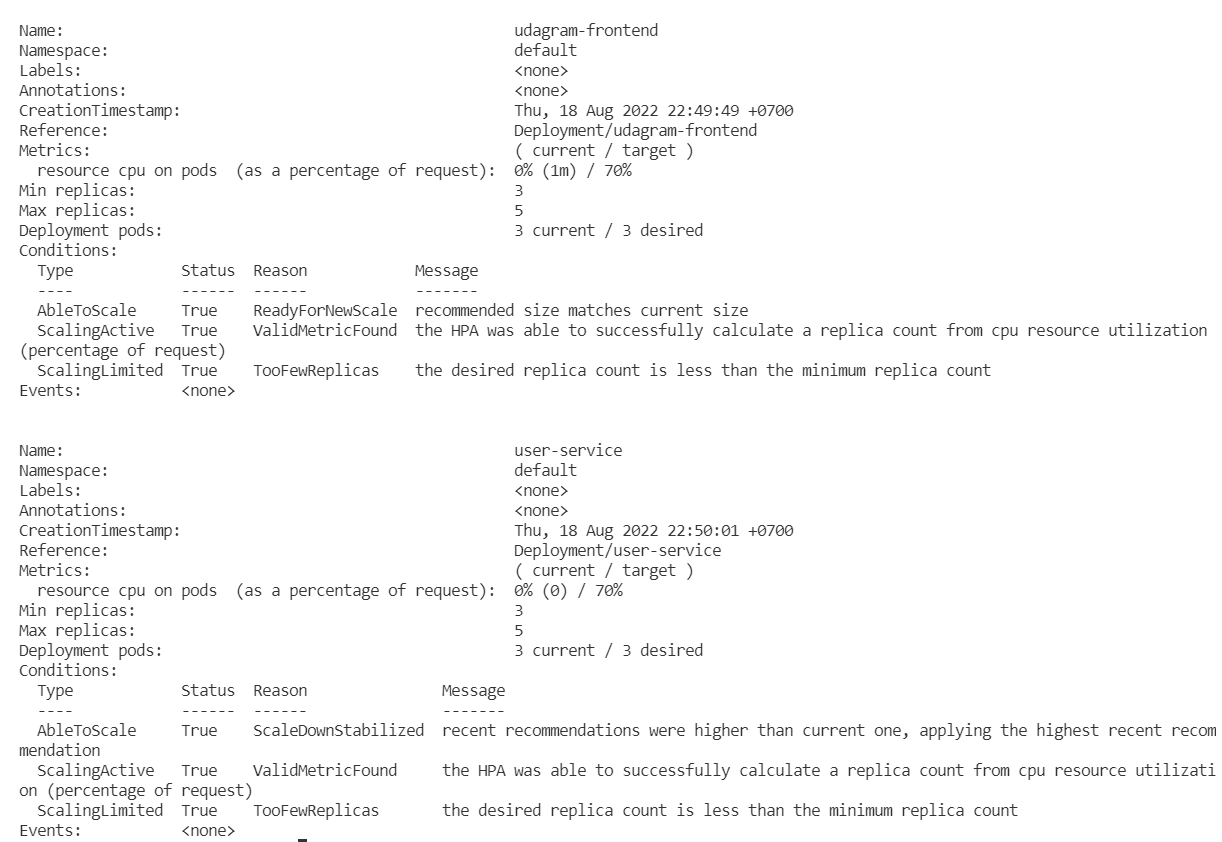 Name:                                                  udagram-frontend
Namespace:                                             default
Labels:                                                <none>
Annotations:                                           <none>
CreationTimestamp:                                     Thu, 18 Aug 2022 22:49:49 +0700
Reference:                                             Deployment/udagram-frontend
Metrics:                                               ( current / target )
  resource cpu on pods  (as a percentage of request):  0% (1m) / 70%
Min replicas:                                          3
Max replicas:                                          5
Deployment pods:                                       3 current / 3 desired
Conditions:
  Type            Status  Reason            Message
  ----            ------  ------            -------
  AbleToScale     True    ReadyForNewScale  recommended size matches current size
  ScalingActive   True    ValidMetricFound  the HPA was able to successfully calculate a replica count from cpu resource utilization
(percentage of request)
  ScalingLimited  True    TooFewReplicas    the desired replica count is less than the minimum replica count
Events:           <none>
Name:                                                  user-service
Namespace:                                             default
Labels:                                                <none>
Annotations:                                           <none>
CreationTimestamp:                                     Thu, 18 Aug 2022 22:50:01 +0700
Reference:                                             Deployment/user-service
Metrics:                                               ( current / target )
  resource cpu on pods  (as a percentage of request):  0% (0) / 70%
Min replicas:                                          3
Max replicas:                                          5
Deployment pods:                                       3 current / 3 desired
Conditions:
  Type            Status  Reason               Message
  ----            ------  ------               -------
  AbleToScale     True    ScaleDownStabilized  recent recommendations were higher than current one, applying the highest recent recom
mendation
  ScalingActive   True    ValidMetricFound     the HPA was able to successfully calculate a replica count from cpu resource utilizati
on (percentage of request)
  ScalingLimited  True    TooFewReplicas       the desired replica count is less than the minimum replica count
Events:           <none>